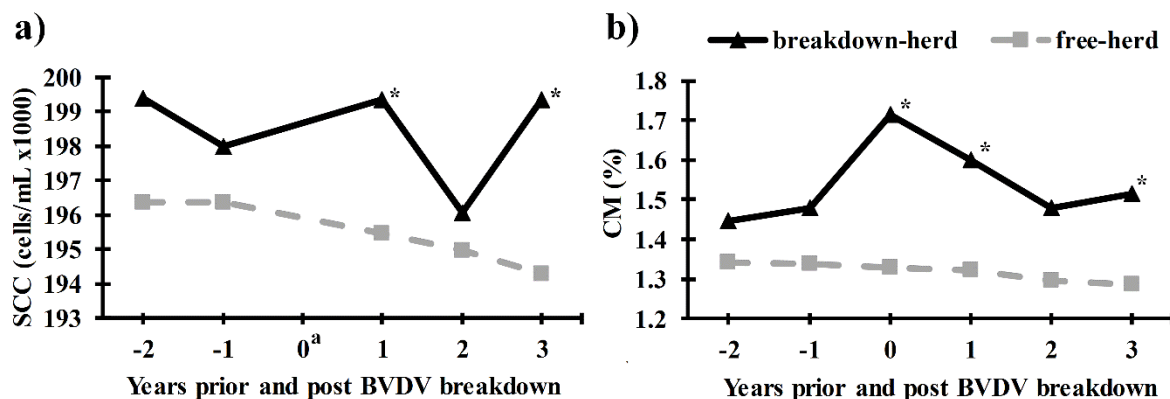 a)
200
199
198
197
196
195
194
193
SCC (cells/mL x1000)
* *
-2 -1 0a 1 2 3
Years prior and post BVDV breakdown
b)
breakdown-herd free-herd
1.8
1.7
1.6
1.5
1.4
1.3
1.2
CM (%)
*
*
*
-2 -1 0 1 2 3
Years prior and post BVDV breakdown